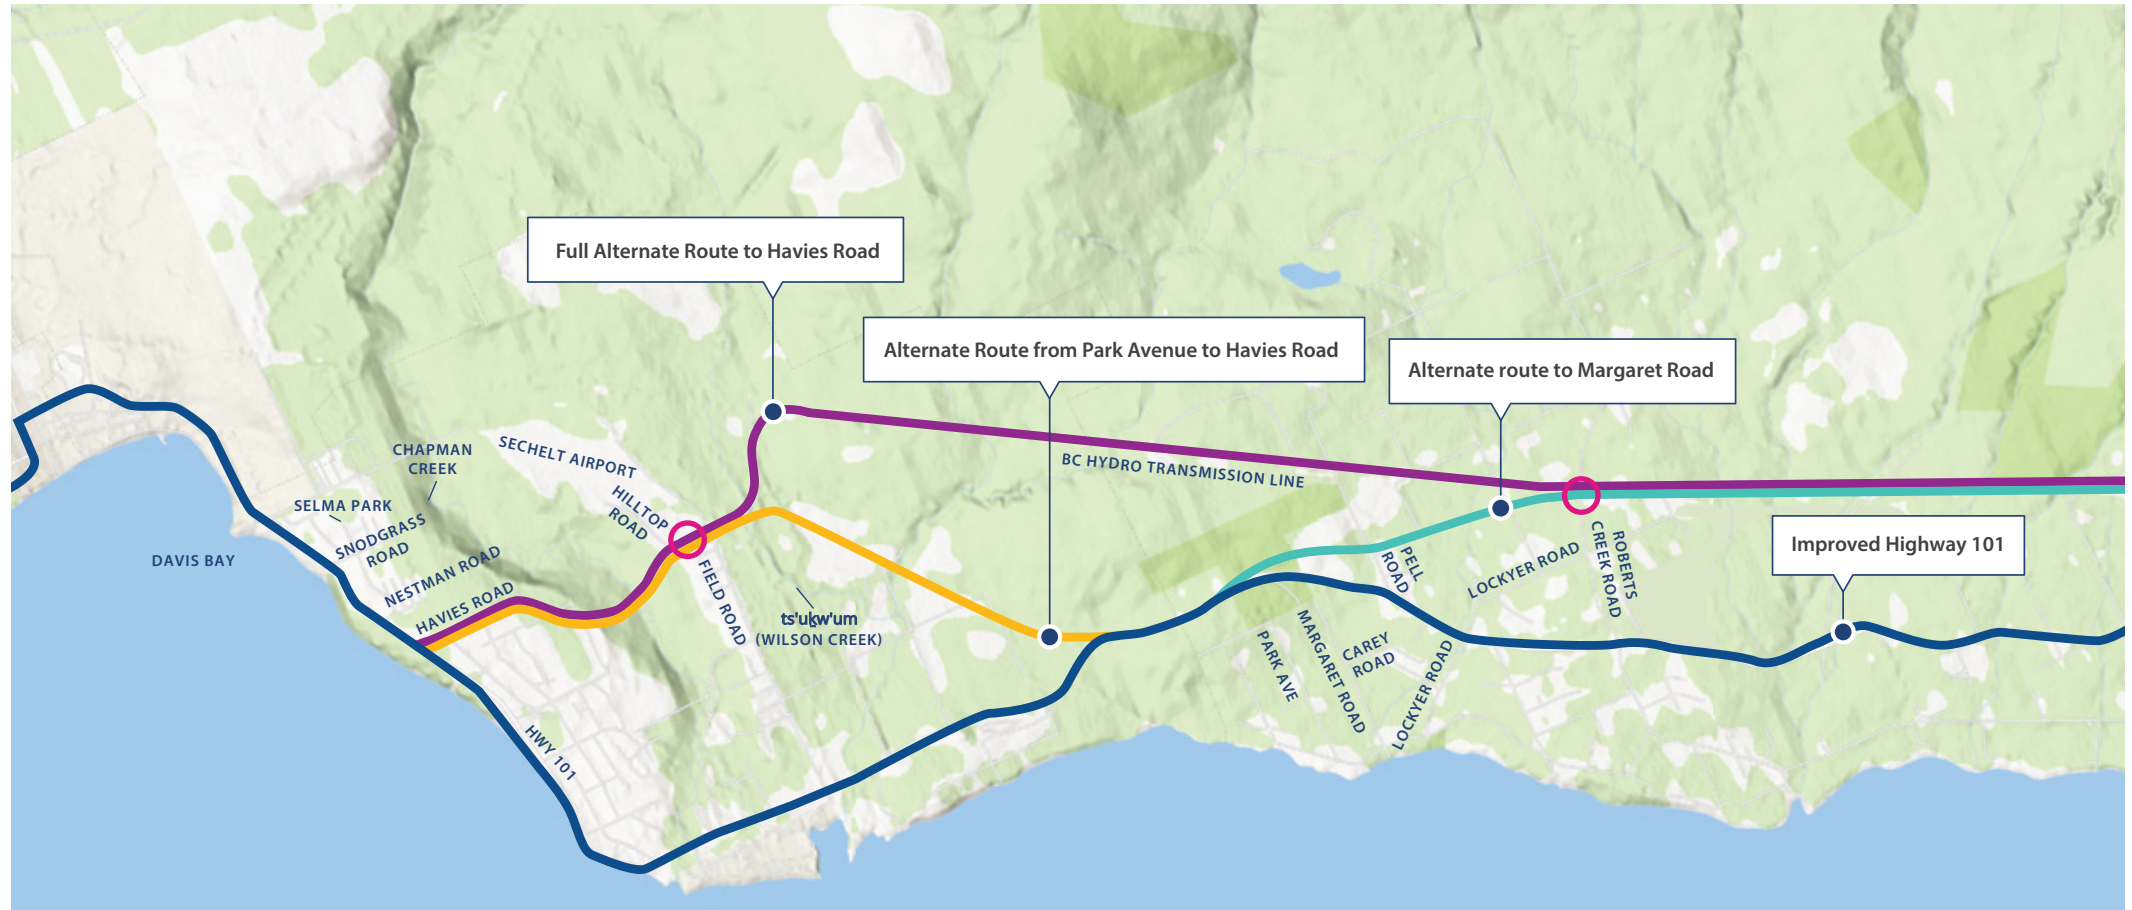 Full Alternate Route to Havies Road
Alternate Route from Park Avenue to Havies Road
Alternate route to Margaret Road
Improved Highway 101
CHAPMAN
CREEK
SECHELT AIRPORT
BC HYDRO TRANSMISSION LINE
HILLTOP
ROAD
SELMA PARK
SNODGRASS
ROAD
DAVIS BAY
NESTMAN ROAD
HAVIES ROAD
FIELD ROAD
ts'uḵw'um
(WILSON CREEK)
PELL
ROAD
LOCKYER ROAD
ROBERTS
CREEK ROAD
PARK AVE
MARGARET ROAD
CAREY
ROAD
LOCKYER ROAD
HWY 101